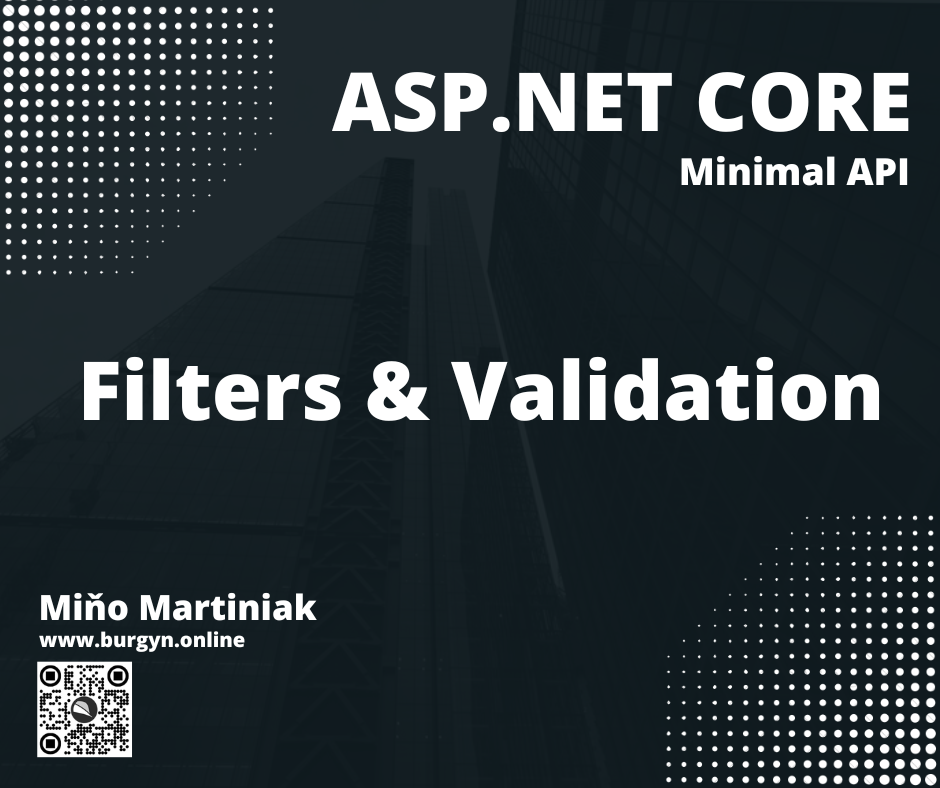 ASP.NET CORE
Minimal API
Filters & Validation
Miňo Martiniak
www.burgyn.online